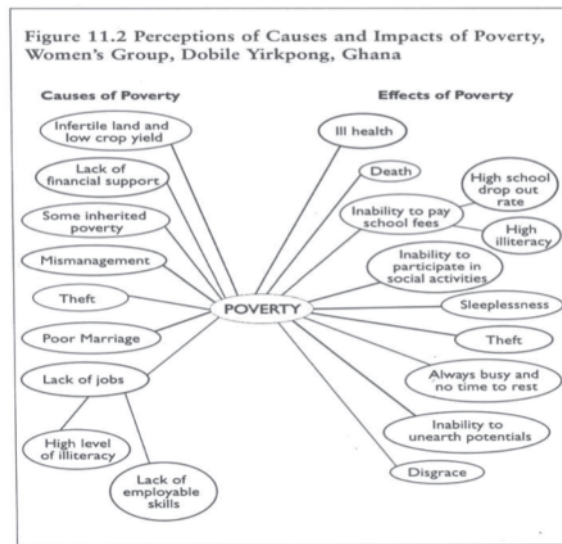 Figure 11.2 Perceptions of Causes and Impacts of Poverty,
Women's Group, Dobile Yirkpong, Ghana
Causes of Poverty
Infertile land and
low crop yield
Lack of
financial support
Some inherited
poverty
Mismanagement
Theft
Poor Marriage
Lack of jobs
High level
of illiteracy
Lack of
employable
skills
POVERTY
Effects of Poverty
Ill health
Death
Inability to pay
school fees
High school
drop out
rate
High
illiteracy
Inability to
participate in
social activities
Sleeplessness
Theft
Always busy and
no time to rest
Inability to
unearth potentials
Disgrace